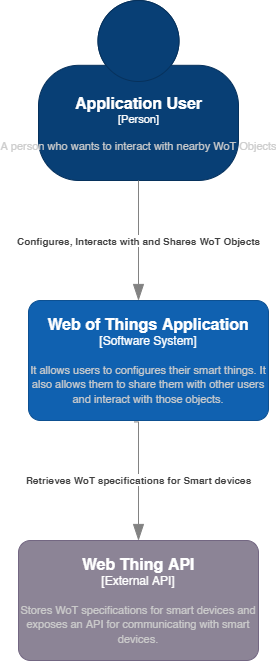 Application User
[Person]
A person who wants to interact with nearby WoT Objects
Configures, Interacts with and Shares WoT Objects
Web of Things Application
[Software System]
It allows users to configures their smart things. It
also allows them to share them with other users
and interact with those objects.
Retrieves WoT specifications for Smart devices
Web Thing API
[External API]
Stores WoT specifications for smart devices and
exposes an API for communicating with smart
devices.